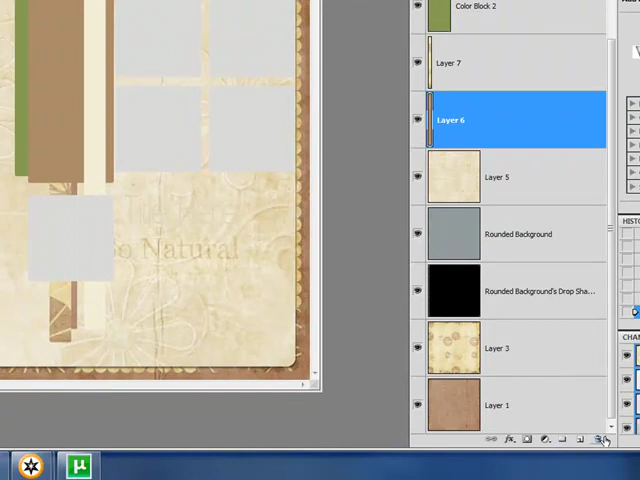 Color Block 2
Layer 7
Layer 6
Layer 5
Rounded Background
Rounded Background's Drop Sha...
Layer 3
Layer 1
o Natural
HISTO
CHAN
fx